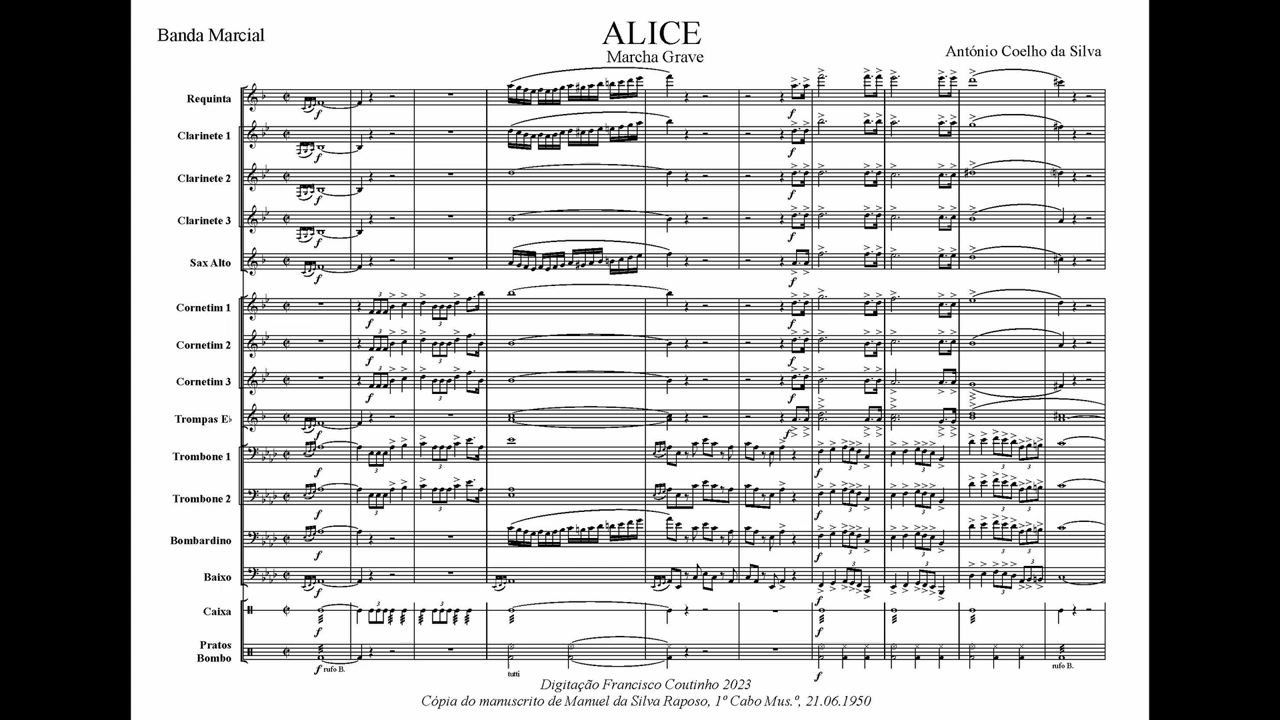 Banda Marcial
ALICE
Marcha Grave
António Coelho da Silva
Requinta
Clarinete 1
Clarinete 2
Clarinete 3
Sax Alto
Cornetim 1
Cornetim 2
Cornetim 3
Trompas E♭
Trombone 1
Trombone 2
Bombardino
Baixo
Caixa
Pratos
Bombo
rufo B.
tutti
rufo B.
Digitação Francisco Coutinho 2023
Cópia do manuscrito de Manuel da Silva Raposo, 1º Cabo Mus.º, 21.06.1950